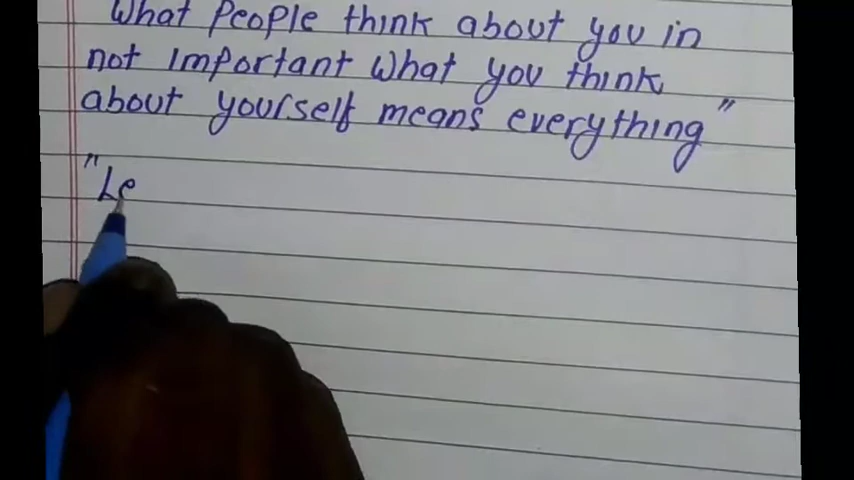 What People think about you in
not important What you think
about yourself means everything"
"Le